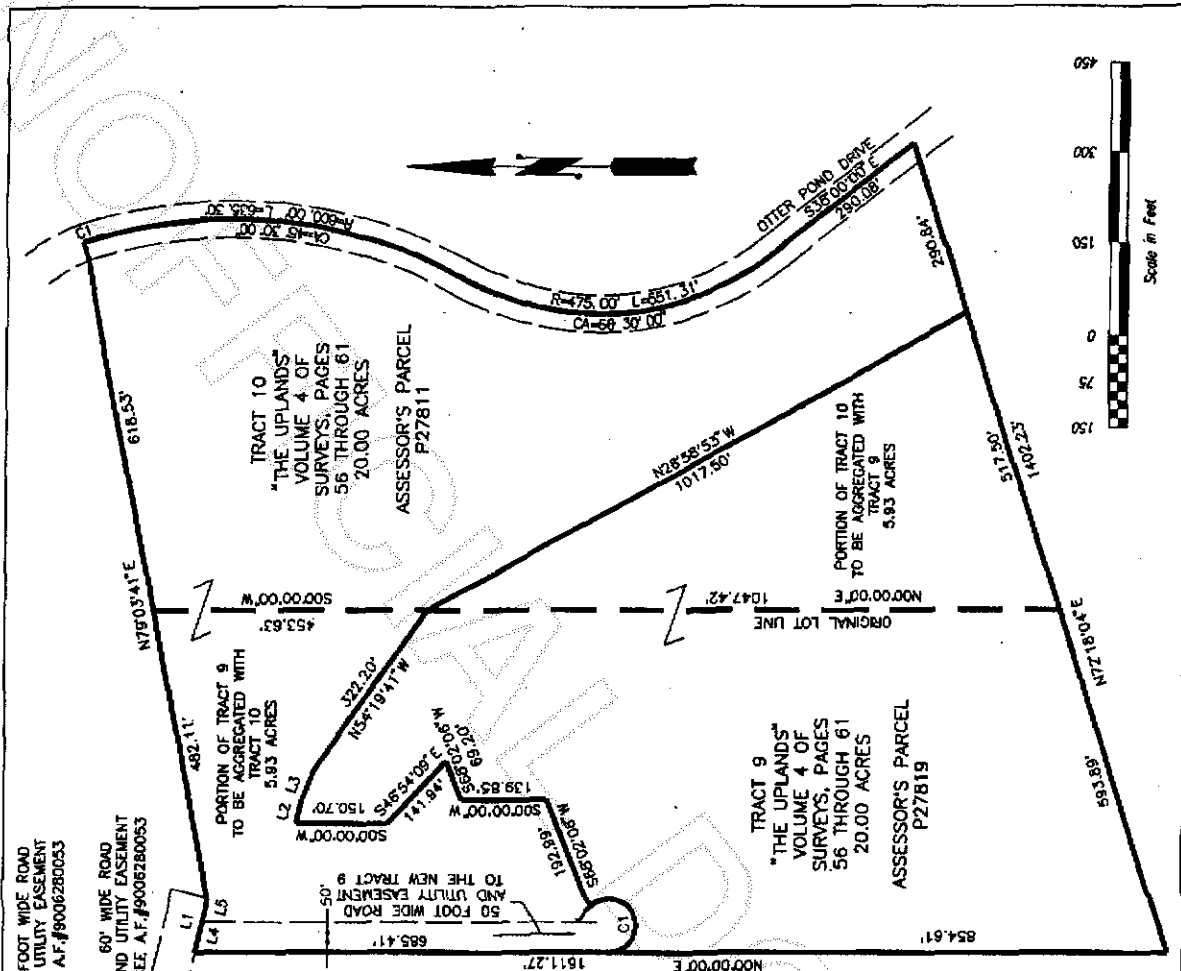 FOOT WIDE ROAD
UTILITY EASEMENT
A.F.#9006280053
60' WIDE ROAD
ND UTILITY EASEMENT
EE A.F.#9006280053
L1
L4
L5
50'
50 FOOT WIDE ROAD
AND UTILITY EASEMENT
TO THE NEW TRACT 9
685.41'
1611.27'
N00°00'00"E
854.61'
C1
482.11'
N79°03'41"E
618.53'
C1
PORTION OF TRACT 9
TO BE AGGREGATED WITH
TRACT 10
5.93 ACRES
S00°00'00"W
453.63'
L2
L3
322.20'
N54°19'41"W
150.70'
S00°00'00"W
S46°54'09"E
141.94'
S68°02'06"W
69.20'
139.85'
S00°00'00"W
192.99'
S68°02'06"W
TRACT 10
"THE UPLANDS"
VOLUME 4 OF
SURVEYS, PAGES
56 THROUGH 61
20.00 ACRES
ASSESSOR'S PARCEL
P27811
R=800.00' L=635.30'
CA=45°30'00"
R=475.00' L=551.31'
CA=66°30'00"
OTTER POND DRIVE
S38°00'00"E
290.08'
290.84'
N28°58'53"W
1017.50'
PORTION OF TRACT 10
TO BE AGGREGATED WITH
TRACT 9
5.93 ACRES
ORIGINAL LOT LINE
1047.42'
N00°00'00"E
517.50'
1402.23'
N72°18'04"E
593.89'
TRACT 9
"THE UPLANDS"
VOLUME 4 OF
SURVEYS, PAGES
56 THROUGH 61
20.00 ACRES
ASSESSOR'S PARCEL
P27819
150 75 0 150 300 450
Scale in Feet